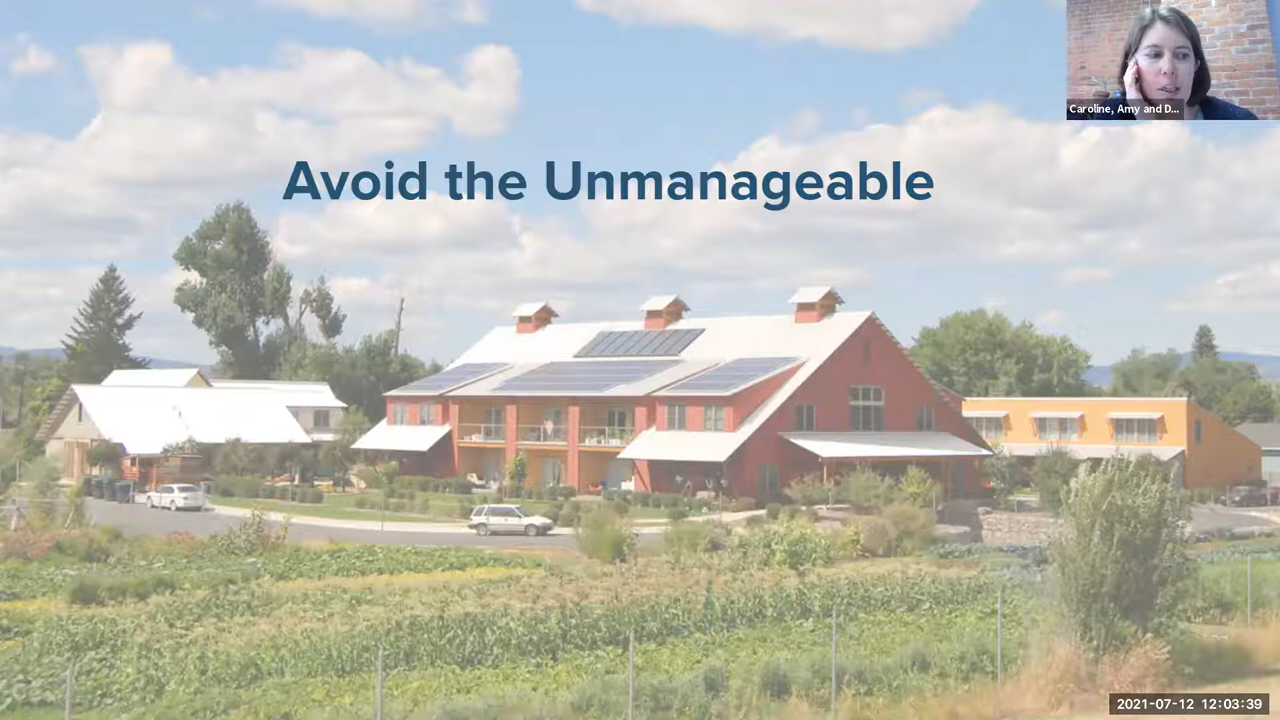 Caroline, Amy and D...
Avoid the Unmanageable
2021-07-12 12:03:39